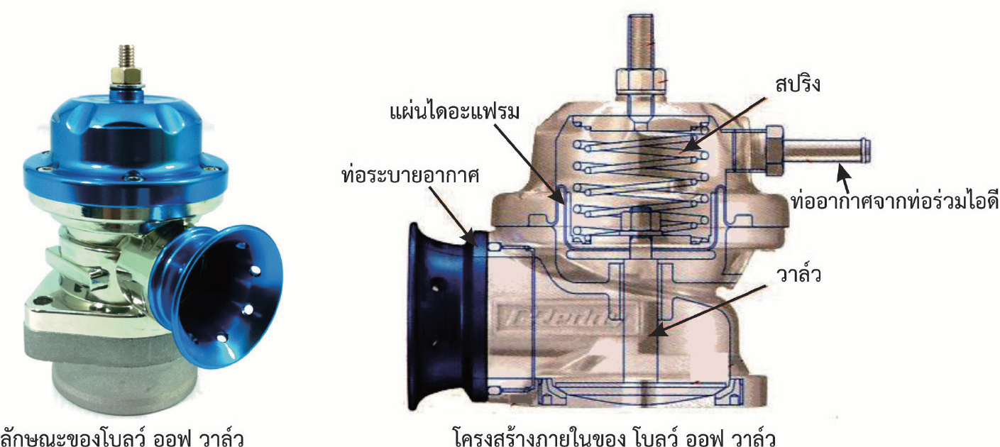 สปริง
แผ่นไดอะแฟรม
ท่อระบายอากาศ
ท่ออากาศจากท่อร่วมไอดี
วาล์ว
ลักษณะของโบลว์ ออฟ วาล์ว
โครงสร้างภายในของ โบลว์ ออฟ วาล์ว